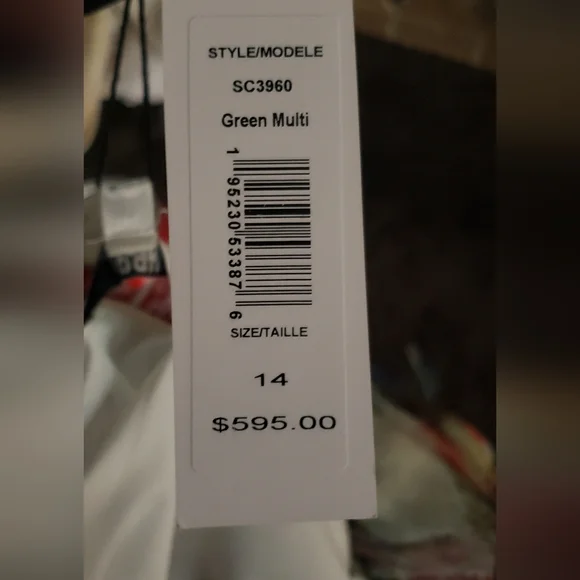 STYLE/MODELE
SC3960
Green Multi
1 95230 53387 6
SIZE/TAILLE
14
$595.00